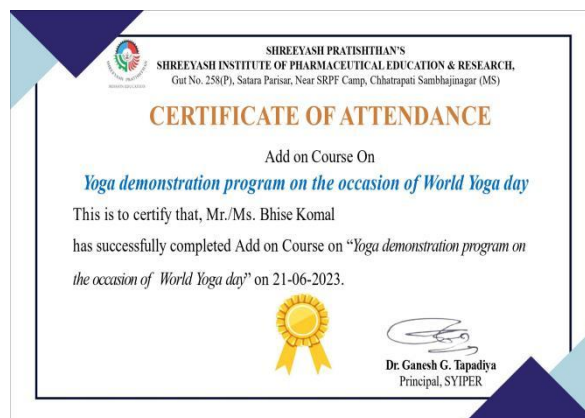 SHREEYASH PRATISHTHAN'S
SHREEYASH INSTITUTE OF PHARMACEUTICAL EDUCATION & RESEARCH,
Gut No. 258(P), Satara Parisar, Near SRPF Camp, Chhatrapati Sambhajinagar (MS)
CERTIFICATE OF ATTENDANCE
Add on Course On
Yoga demonstration program on the occasion of World Yoga day
This is to certify that, Mr./Ms. Bhise Komal
has successfully completed Add on Course on “Yoga demonstration program on
the occasion of World Yoga day” on 21-06-2023.
Dr. Ganesh G. Tapadiya
Principal, SYIPER